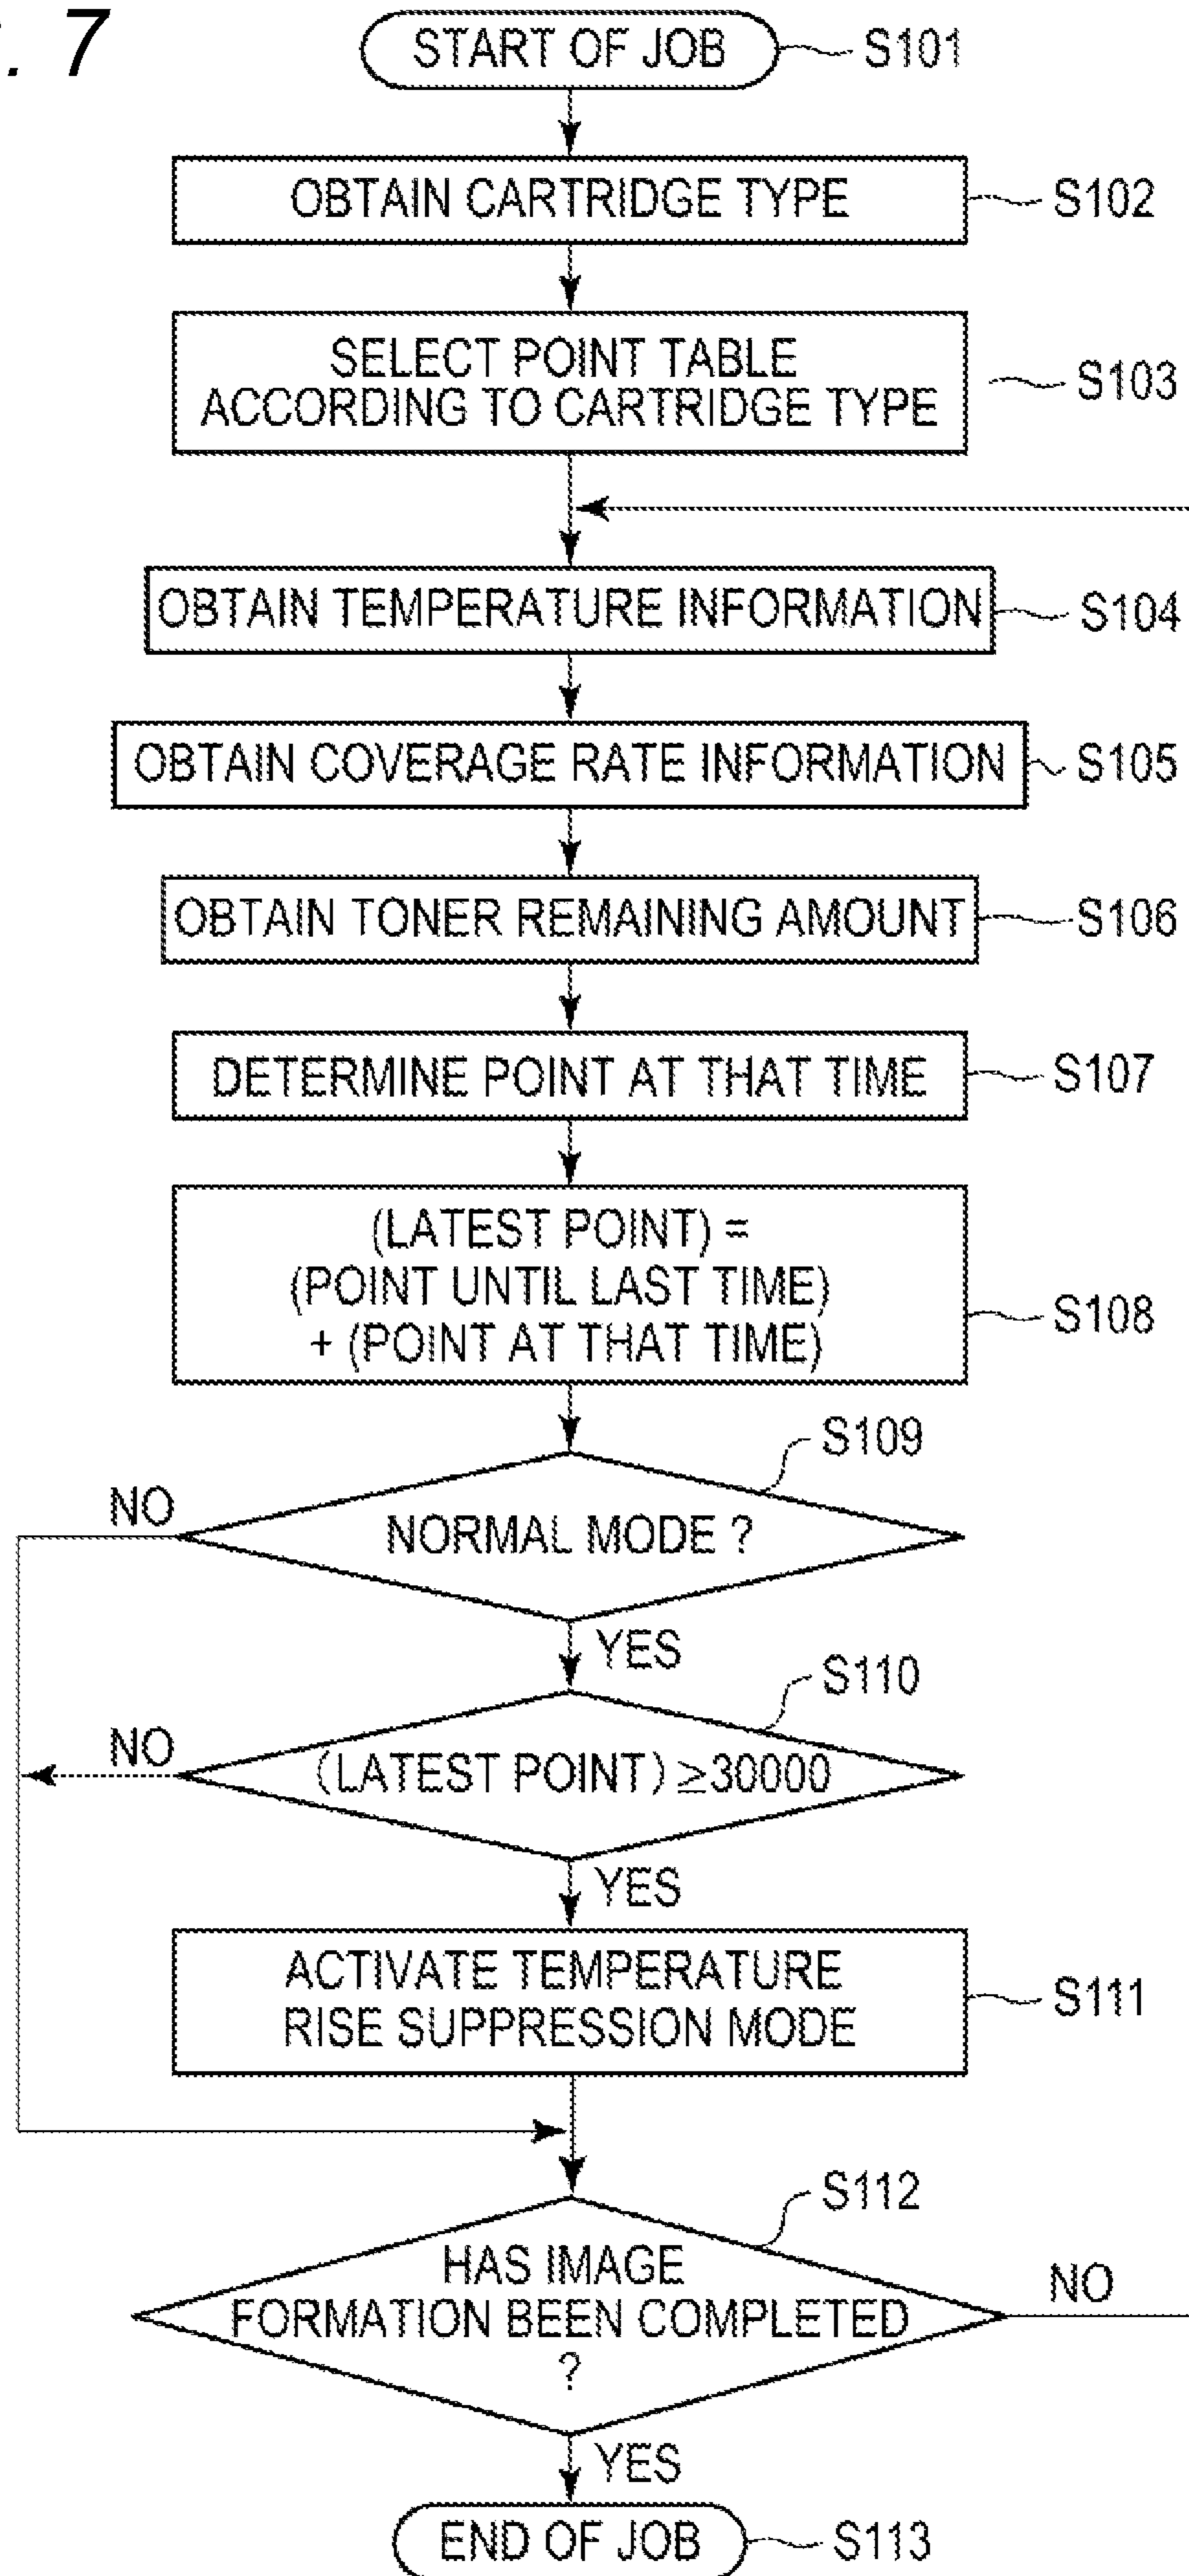 . 7
START OF JOB S101
OBTAIN CARTRIDGE TYPE S102
SELECT POINT TABLE
ACCORDING TO CARTRIDGE TYPE S103
OBTAIN TEMPERATURE INFORMATION S104
OBTAIN COVERAGE RATE INFORMATION S105
OBTAIN TONER REMAINING AMOUNT S106
DETERMINE POINT AT THAT TIME S107
(LATEST POINT) =
(POINT UNTIL LAST TIME)
+ (POINT AT THAT TIME) S108
S109
NO
NORMAL MODE ?
YES
S110
NO
(LATEST POINT) ≥30000
YES
ACTIVATE TEMPERATURE
RISE SUPPRESSION MODE S111
S112
HAS IMAGE
FORMATION BEEN COMPLETED
?
NO
YES
END OF JOB S113